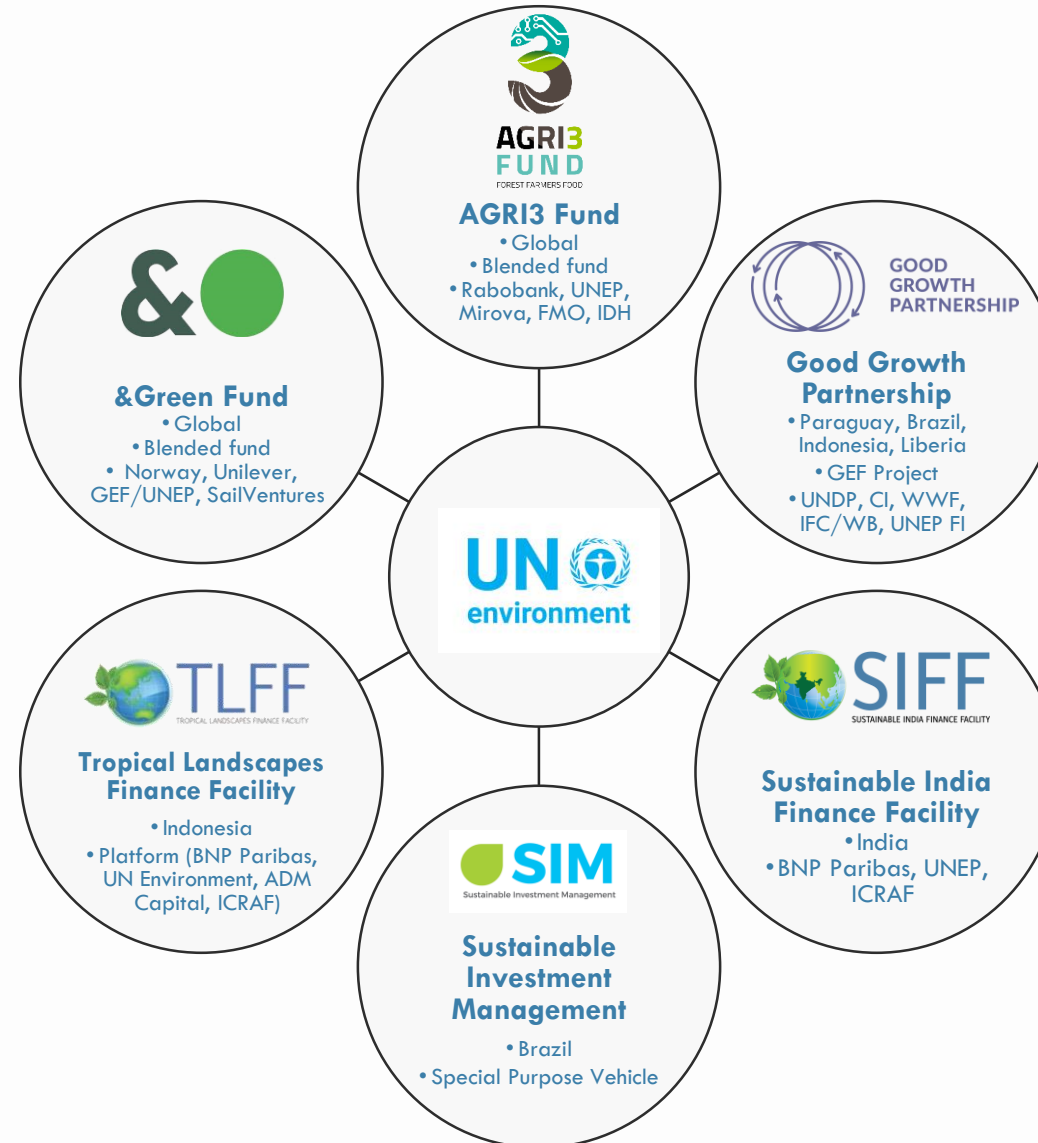 AGRI3
FUND
FOREST FARMERS FOOD
AGRI3 Fund
• Global
• Blended fund
• Rabobank, UNEP,
Mirova, FMO, IDH
&
&Green Fund
• Global
• Blended fund
• Norway, Unilever,
GEF/UNEP, SailVentures
GOOD
GROWTH
PARTNERSHIP
Good Growth
Partnership
• Paraguay, Brazil,
Indonesia, Liberia
• GEF Project
• UNDP, CI, WWF,
IFC/WB, UNEP FI
UN
environment
TLFF
TROPICAL LANDSCAPES FINANCE FACILITY
Tropical Landscapes
Finance Facility
• Indonesia
• Platform (BNP Paribas,
UN Environment, ADM
Capital, ICRAF)
SIFF
SUSTAINABLE INDIA FINANCE FACILITY
Sustainable India
Finance Facility
• India
• BNP Paribas, UNEP,
ICRAF
SIM
Sustainable Investment Management
Sustainable
Investment
Management
• Brazil
• Special Purpose Vehicle